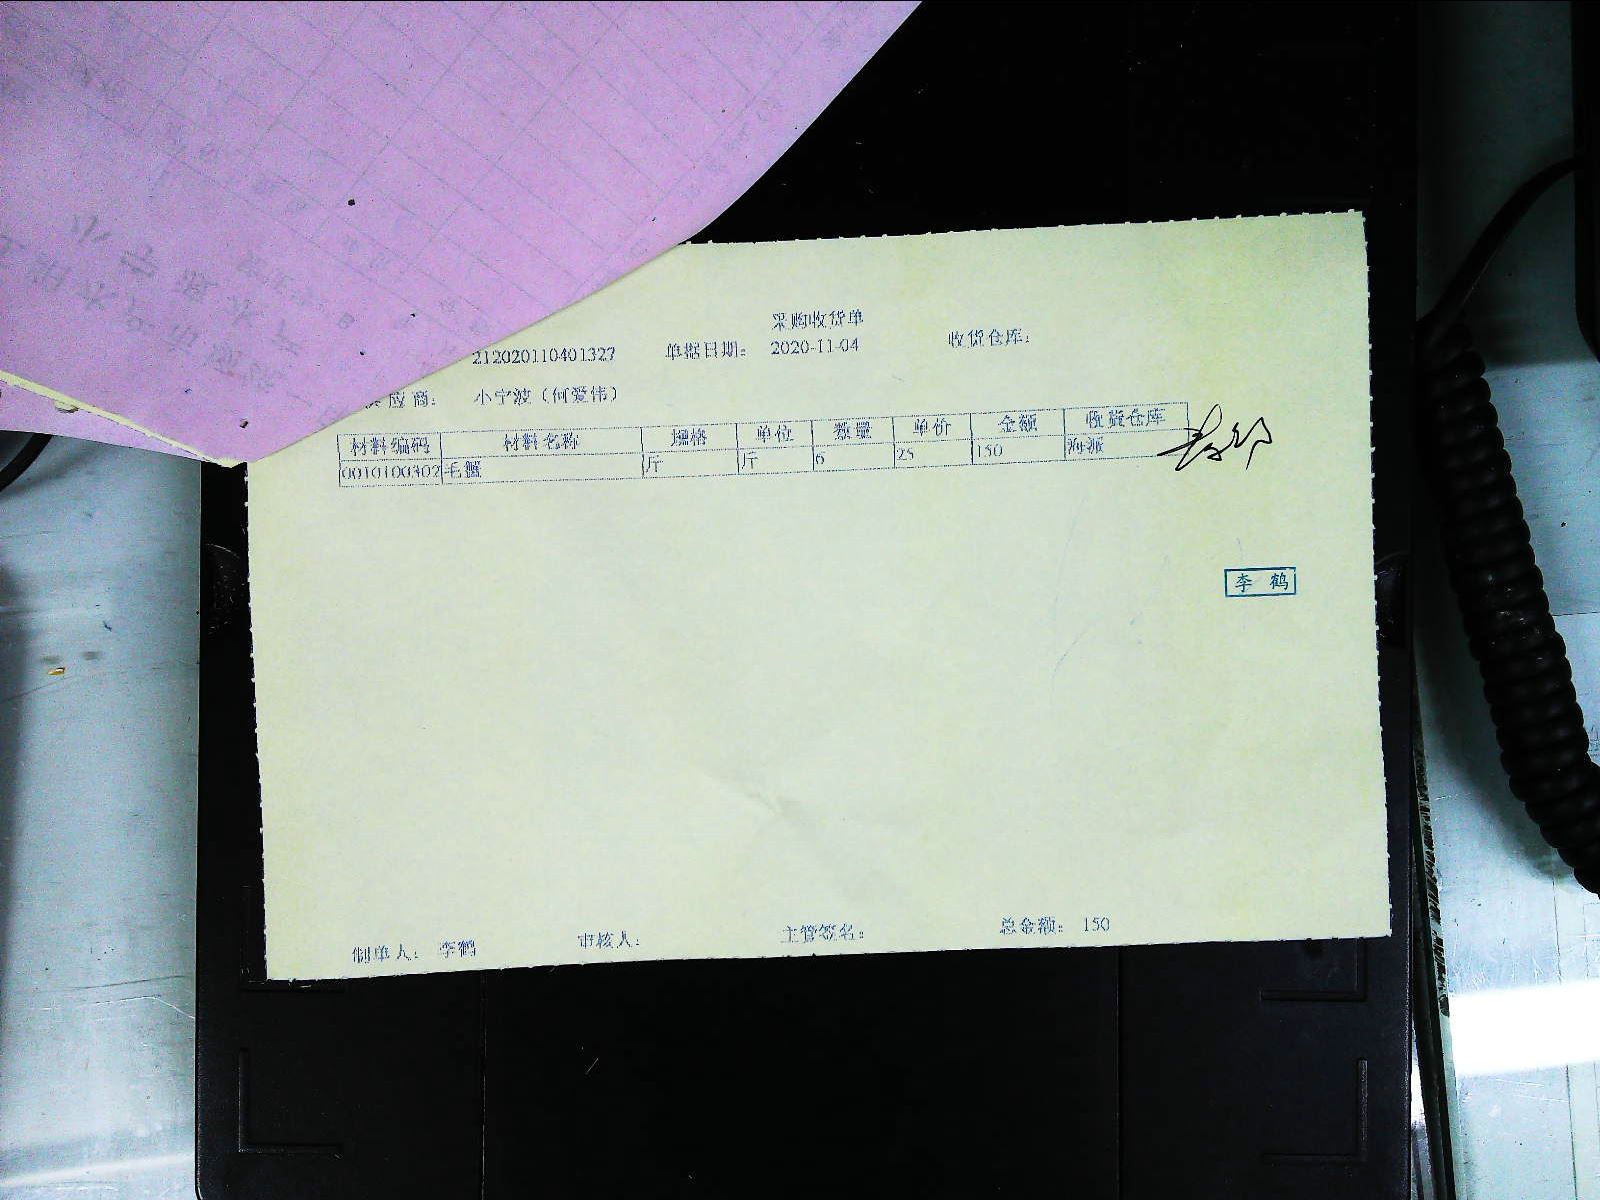 采购收货单
212020110401327 单据日期： 2020-11-04 收货仓库：
供应商： 小宁波（何爱伟）
材料编码 材料名称 规格 单位 数量 单价 金额 收货仓库
0010100302 毛蟹 斤 斤 6 25 150 海派
李鹤
制单人： 李鹤 审核人： 主管签名： 总金额： 150